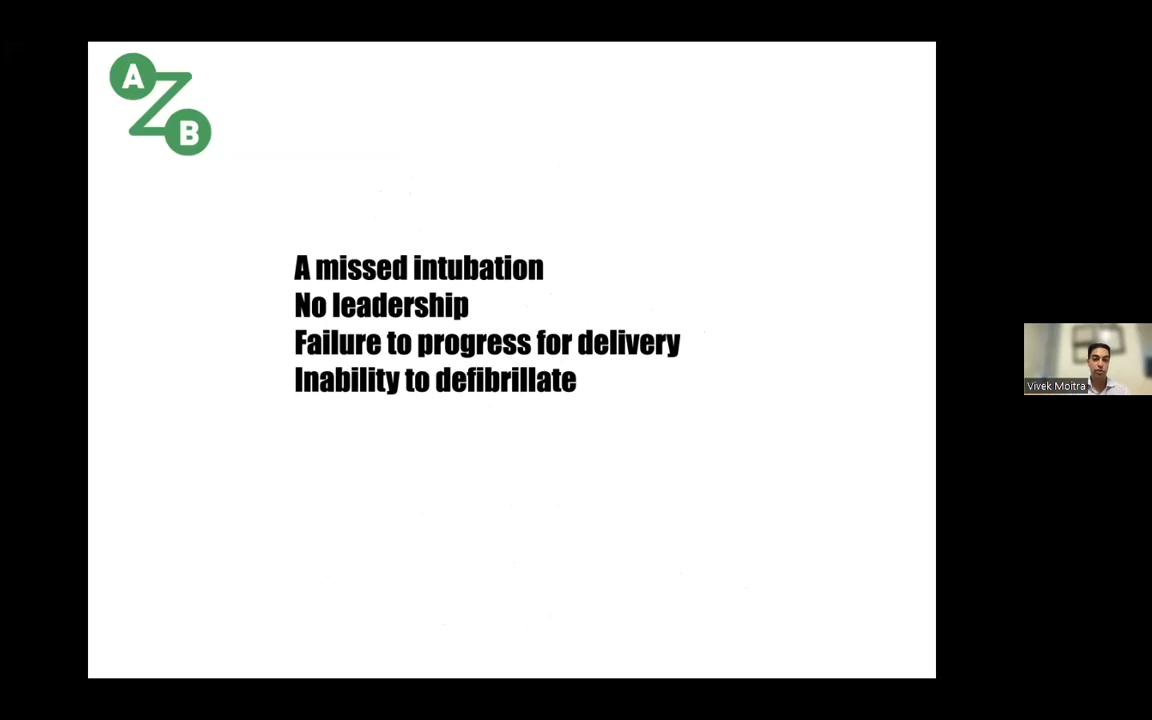 A
B
A missed intubation
No leadership
Failure to progress for delivery
Inability to defibrillate
Vivek Moitra